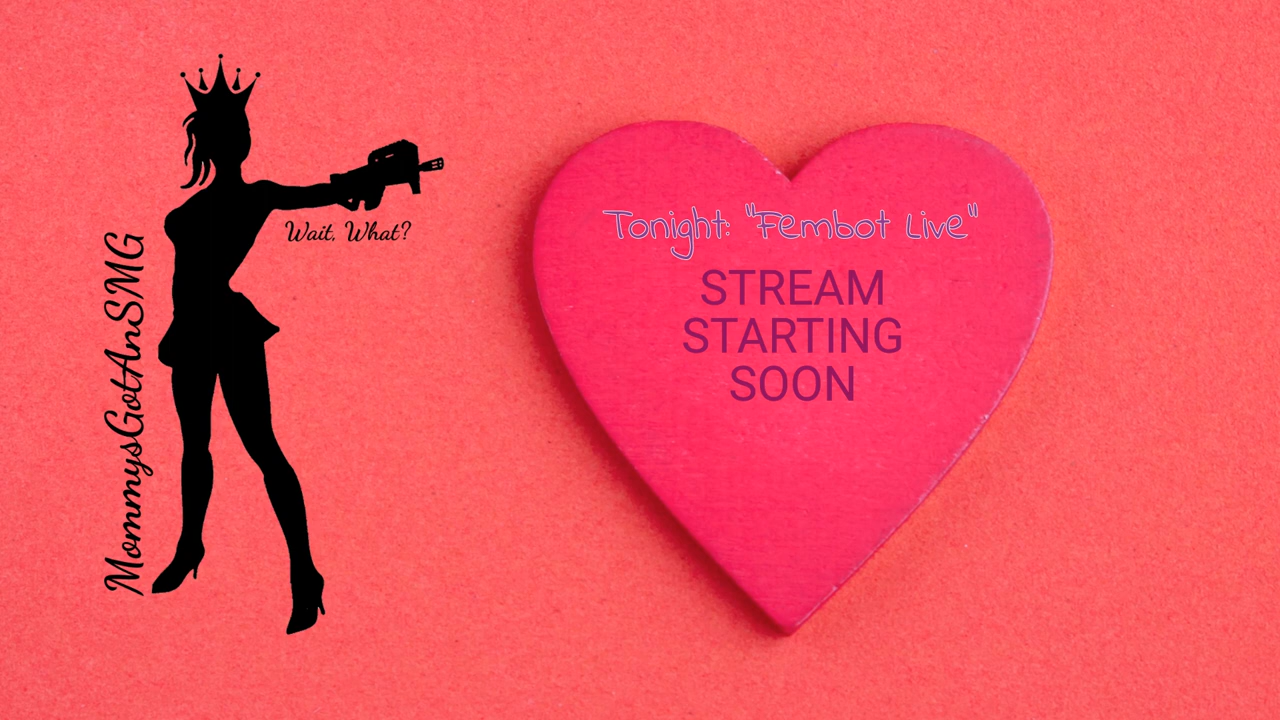 MommysGotAnSMG
Wait, What?
Tonight: "Fembot Live"
STREAM
STARTING
SOON